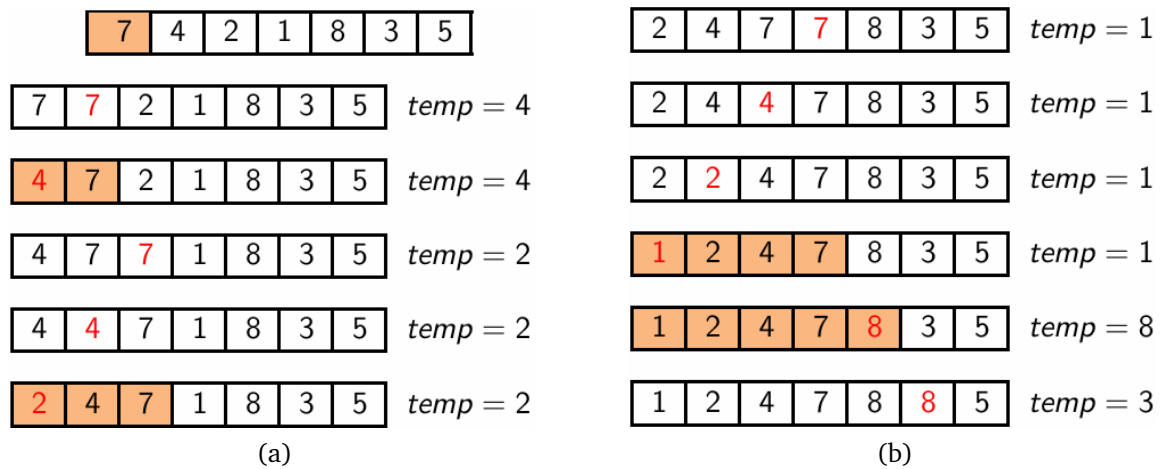 7 4 2 1 8 3 5
7 7 2 1 8 3 5 temp = 4
4 7 2 1 8 3 5 temp = 4
4 7 7 1 8 3 5 temp = 2
4 4 7 1 8 3 5 temp = 2
2 4 7 1 8 3 5 temp = 2
(a)
2 4 7 7 8 3 5 temp = 1
2 4 4 7 8 3 5 temp = 1
2 2 4 7 8 3 5 temp = 1
1 2 4 7 8 3 5 temp = 1
1 2 4 7 8 3 5 temp = 8
1 2 4 7 8 8 5 temp = 3
(b)